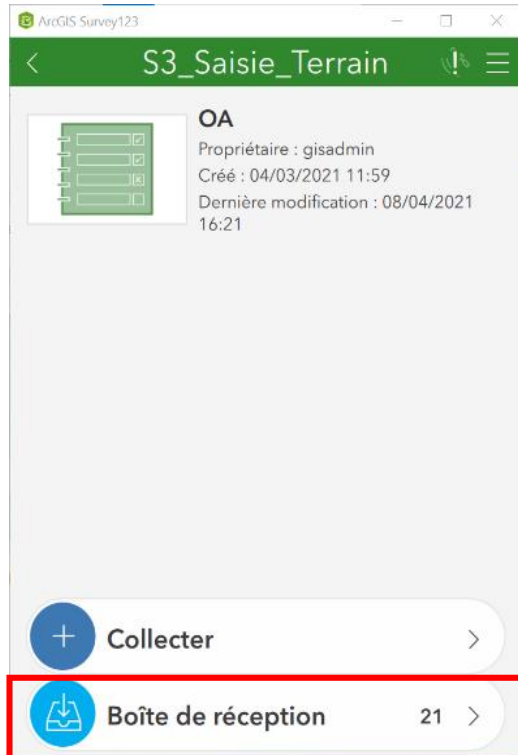 ArcGIS Survey123
S3_Saisie_Terrain
OA
Propriétaire : gisadmin
Créé : 04/03/2021 11:59
Dernière modification : 08/04/2021
16:21
Collecter
Boîte de réception 21